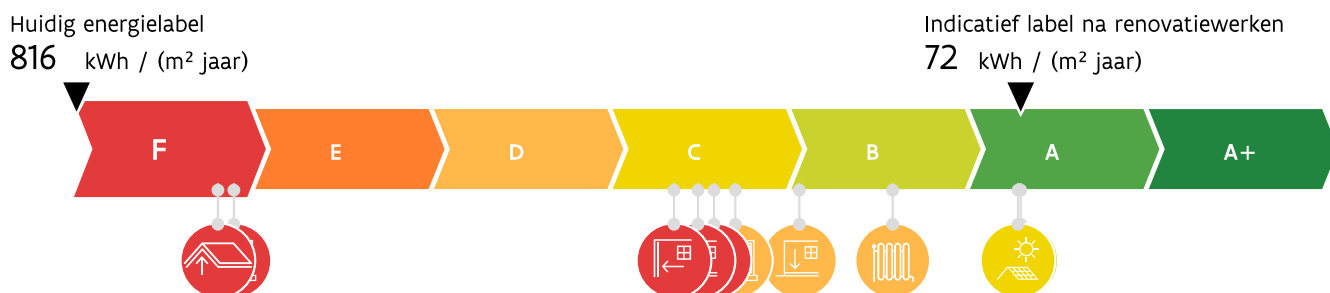 Huidig energielabel
816 kWh / (m² jaar)
Indicatief label na renovatiewerken
72 kWh / (m² jaar)
F E D C B A A+